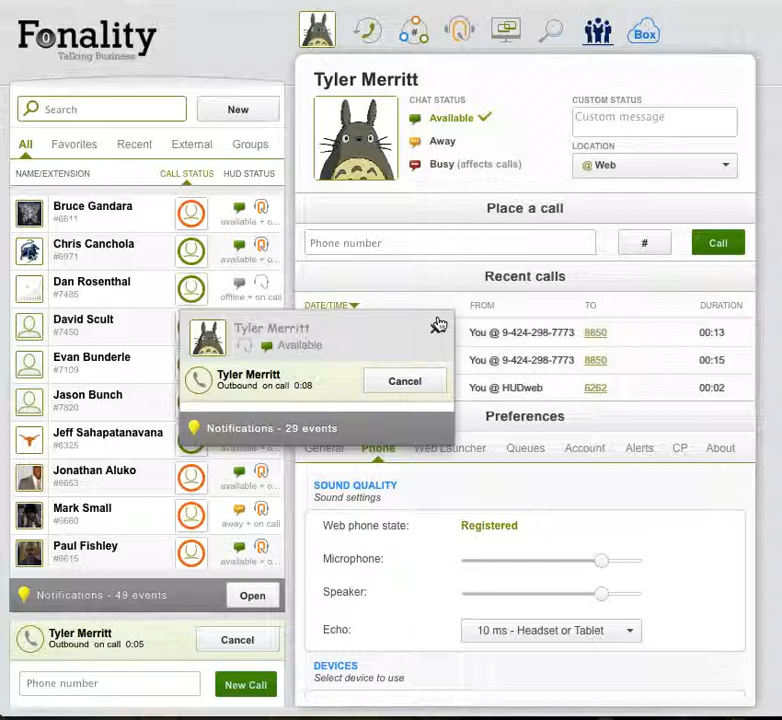 Fonality
Talking Business
Box
Search
New
All Favorites Recent External Groups
NAME/EXTENSION CALL STATUS HUD STATUS
Bruce Gandara
#6611
available + o...
Chris Canchola
#6971
available + o...
Dan Rosenthal
#7485
offline + on call
David Scult
#7450
Evan Bunderle
#7109
Jason Bunch
#7820
Jeff Sahapatanavana
#6325
Jonathan Aluko
#6653
available + o...
Mark Small
#6660
away + on call
Paul Fishley
#6615
available + o...
Notifications - 49 events
Open
Tyler Merritt
Outbound on call 0:05
Cancel
Phone number
New Call
Tyler Merritt
Available
Tyler Merritt
Outbound on call 0:08
Cancel
Notifications - 29 events
Tyler Merritt
CHAT STATUS
Available
Away
Busy (affects calls)
CUSTOM STATUS
Custom message
LOCATION
@ Web
Place a call
Phone number
#
Call
Recent calls
DATE/TIME FROM TO DURATION
You @ 9-424-298-7773 8850 00:13
You @ 9-424-298-7773 8850 00:15
You @ HUDweb 6262 00:02
Preferences
General Phone Web Launcher Queues Account Alerts CP About
SOUND QUALITY
Sound settings
Web phone state: Registered
Microphone:
Speaker:
Echo: 10 ms - Headset or Tablet
DEVICES
Select device to use